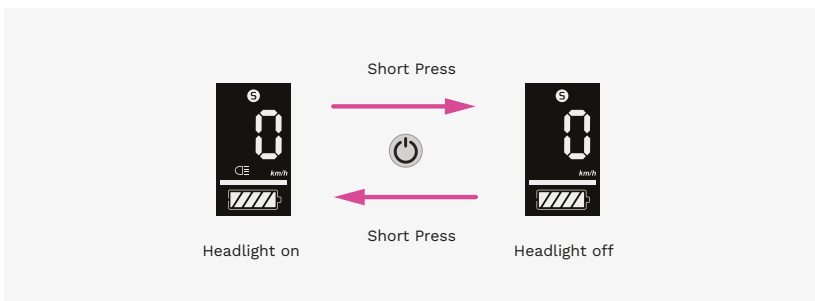 Short Press
S
0
km/h
S
0
km/h
Short Press
Headlight on
Headlight off